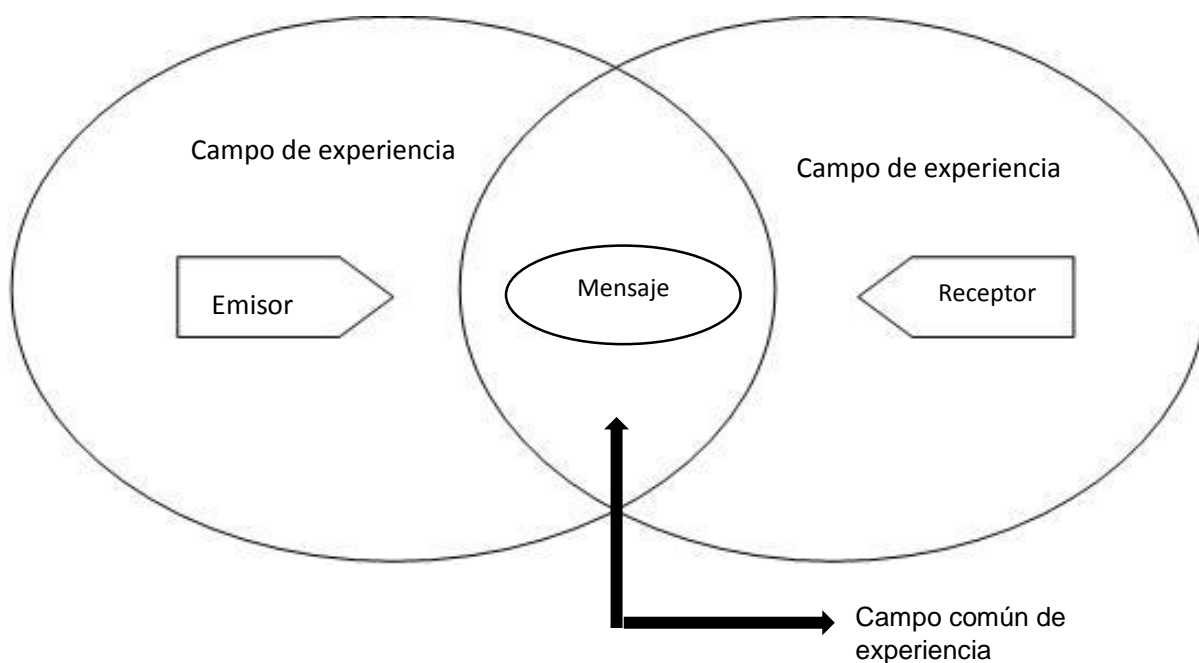 Campo de experiencia
Campo de experiencia
Emisor
Mensaje
Receptor
Campo común de
experiencia